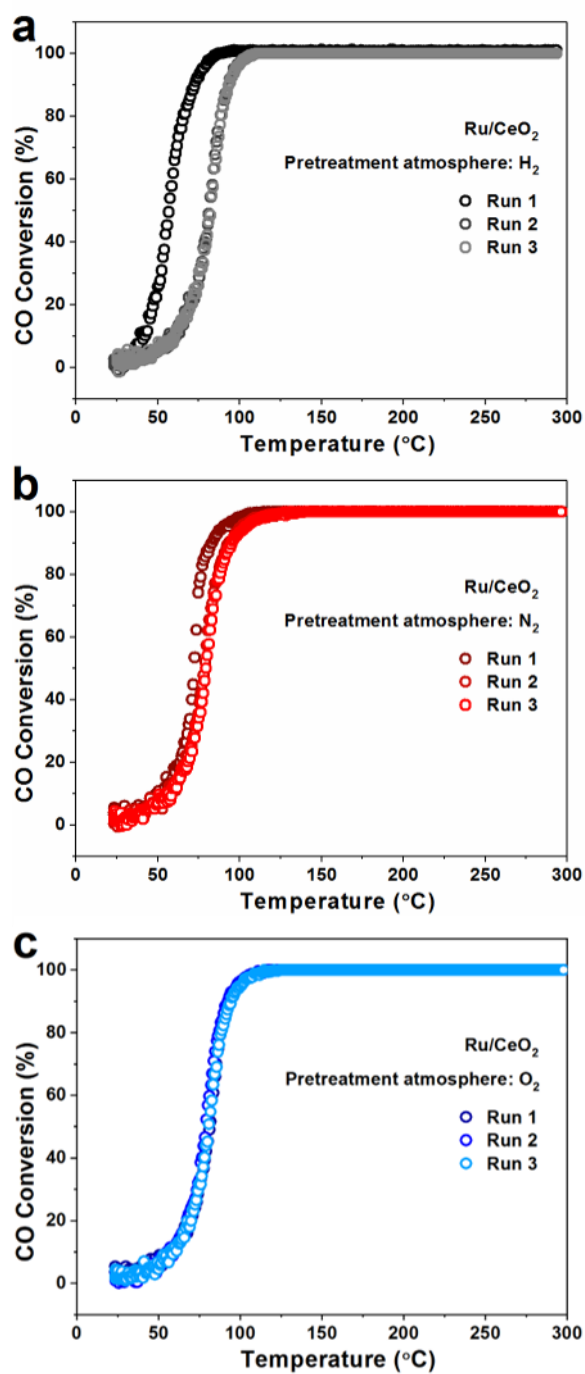 a
100
80
60
40
20
0
CO Conversion (%)
Ru/CeO2
Pretreatment atmosphere: H2
Run 1
Run 2
Run 3
0 50 100 150 200 250 300
Temperature (°C)
b
100
80
60
40
20
0
CO Conversion (%)
Ru/CeO2
Pretreatment atmosphere: N2
Run 1
Run 2
Run 3
0 50 100 150 200 250 300
Temperature (°C)
c
100
80
60
40
20
0
CO Conversion (%)
Ru/CeO2
Pretreatment atmosphere: O2
Run 1
Run 2
Run 3
0 50 100 150 200 250 300
Temperature (°C)